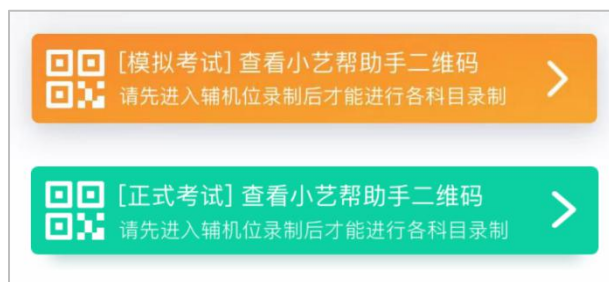 [模拟考试] 查看小艺帮助手二维码
请先进入辅机位录制后才能进行各科目录制
[正式考试] 查看小艺帮助手二维码
请先进入辅机位录制后才能进行各科目录制